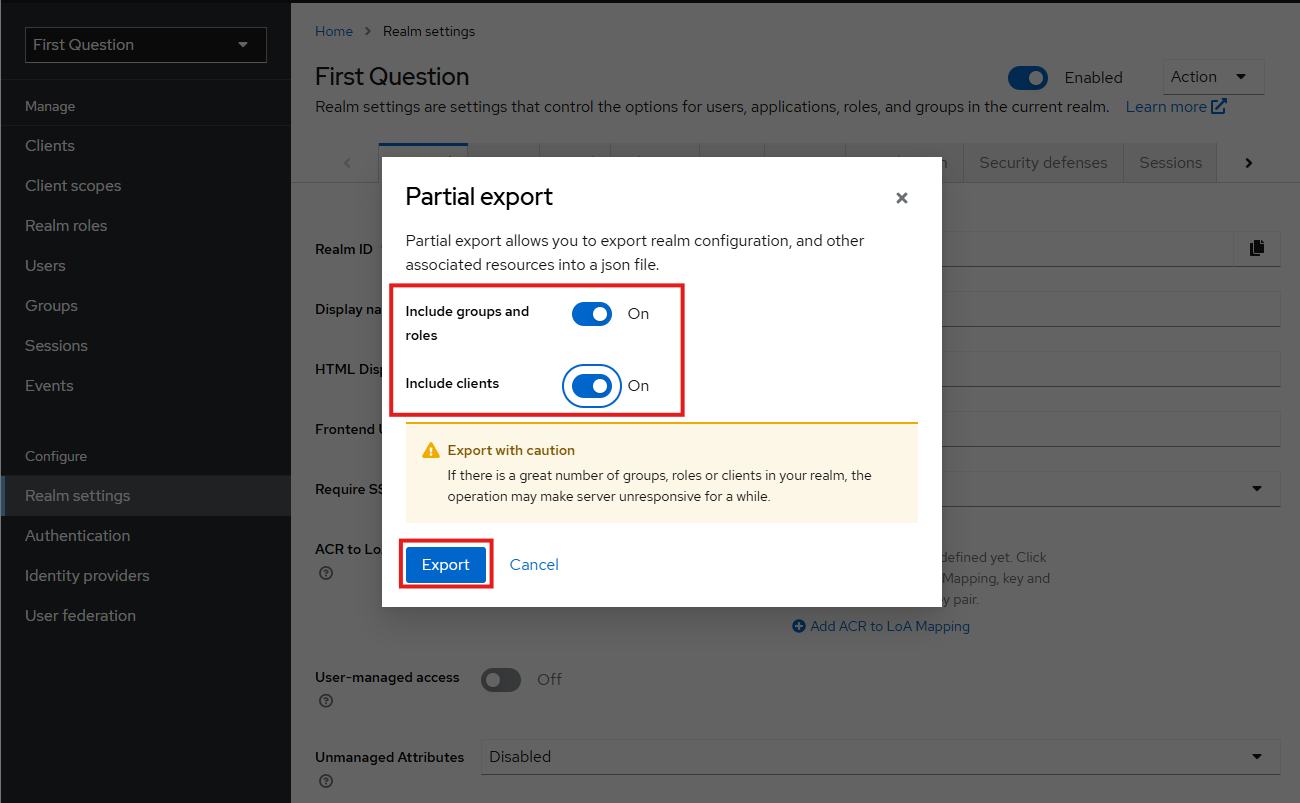 First Question
Manage
Clients
Client scopes
Realm roles
Users
Groups
Sessions
Events
Configure
Realm settings
Authentication
Identity providers
User federation
Home
Realm settings
First Question
Enabled
Action
Realm settings are settings that control the options for users, applications, roles, and groups in the current realm. Learn more
Security defenses
Sessions
Realm ID
Display
HTML
Frontend
Require
ACR to
defined yet. Click
Mapping, key and
pair.
Add ACR to LoA Mapping
User-managed access
Off
Unmanaged Attributes
Disabled
Partial export
Partial export allows you to export realm configuration, and other
associated resources into a json file.
Include groups and
roles
On
Include clients
On
Export with caution
If there is a great number of groups, roles or clients in your realm, the
operation may make server unresponsive for a while.
Export
Cancel